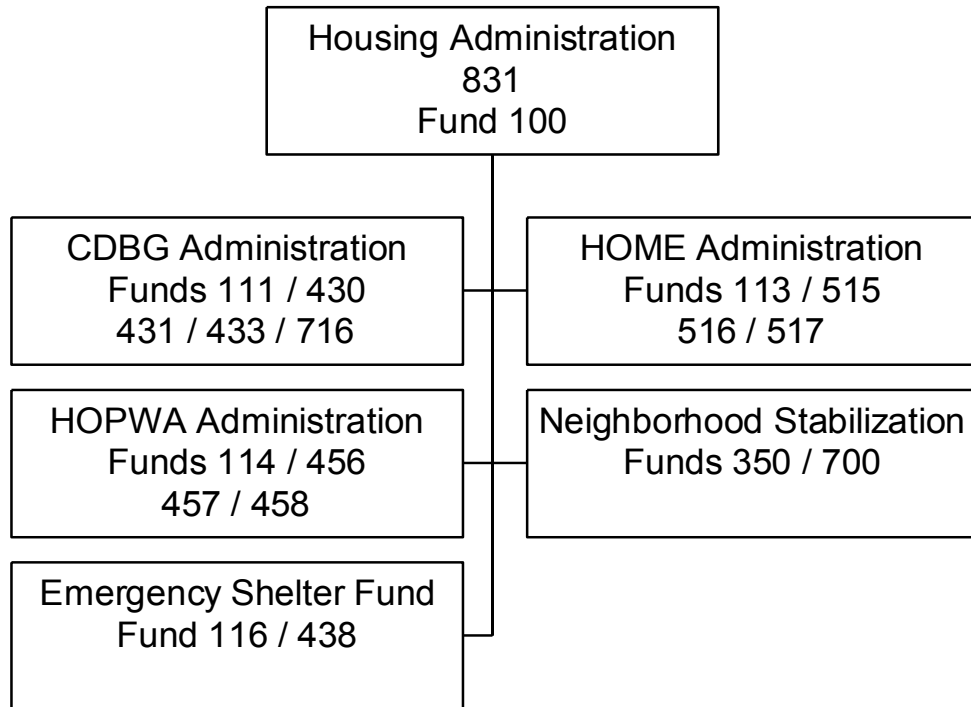 Housing Administration
831
Fund 100
CDBG Administration
Funds 111 / 430
431 / 433 / 716
HOME Administration
Funds 113 / 515
516 / 517
HOPWA Administration
Funds 114 / 456
457 / 458
Neighborhood Stabilization
Funds 350 / 700
Emergency Shelter Fund
Fund 116 / 438